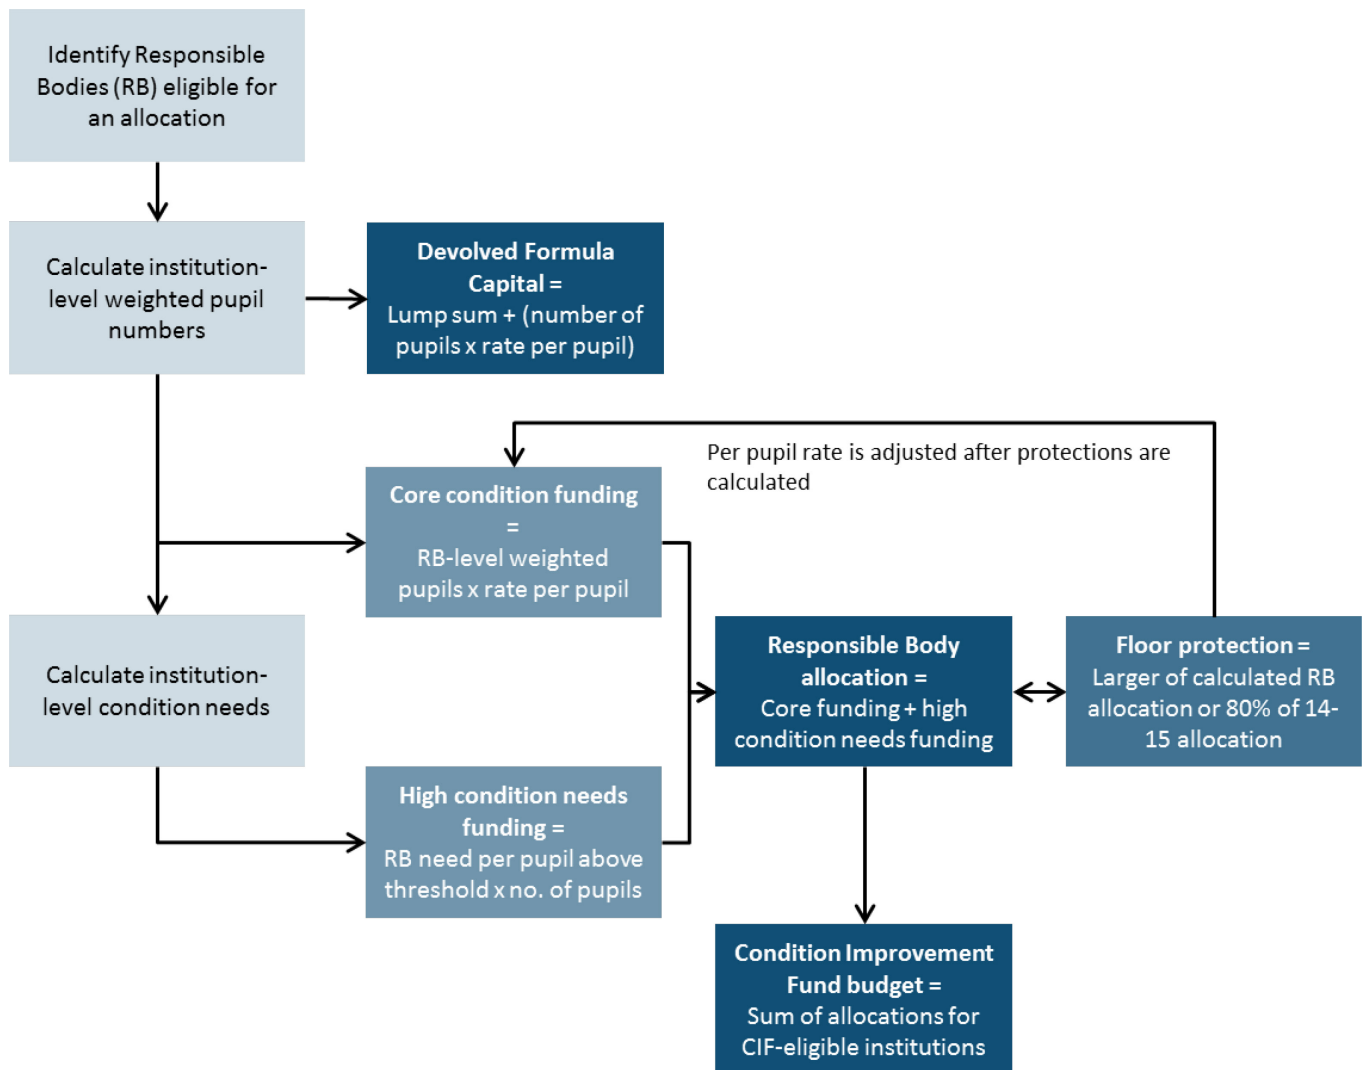 Identify Responsible
Bodies (RB) eligible for
an allocation
Calculate institution-
level weighted pupil
numbers
Devolved Formula
Capital =
Lump sum + (number of
pupils x rate per pupil)
Per pupil rate is adjusted after protections are
calculated
Core condition funding
=
RB-level weighted
pupils x rate per pupil
Calculate institution-
level condition needs
Responsible Body
allocation =
Core funding + high
condition needs funding
Floor protection =
Larger of calculated RB
allocation or 80% of 14-
15 allocation
High condition needs
funding =
RB need per pupil above
threshold x no. of pupils
Condition Improvement
Fund budget =
Sum of allocations for
CIF-eligible institutions